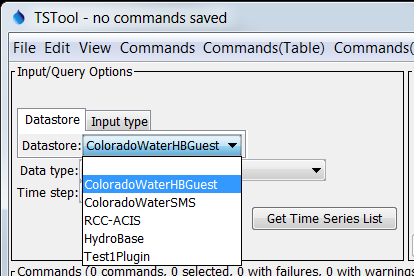 TSTool - no commands saved
File Edit View Commands Commands(Table) Commands(
Input/Query Options
Datastore Input type
Datastore: ColoradoWaterHBGuest
Data type:
Time step:
ColoradoWaterHBGuest
ColoradoWaterSMS
RCC-ACIS
HydroBase
Test1Plugin
Get Time Series List
Commands (0 commands, 0 selected, 0 with failures, 0 with warnings